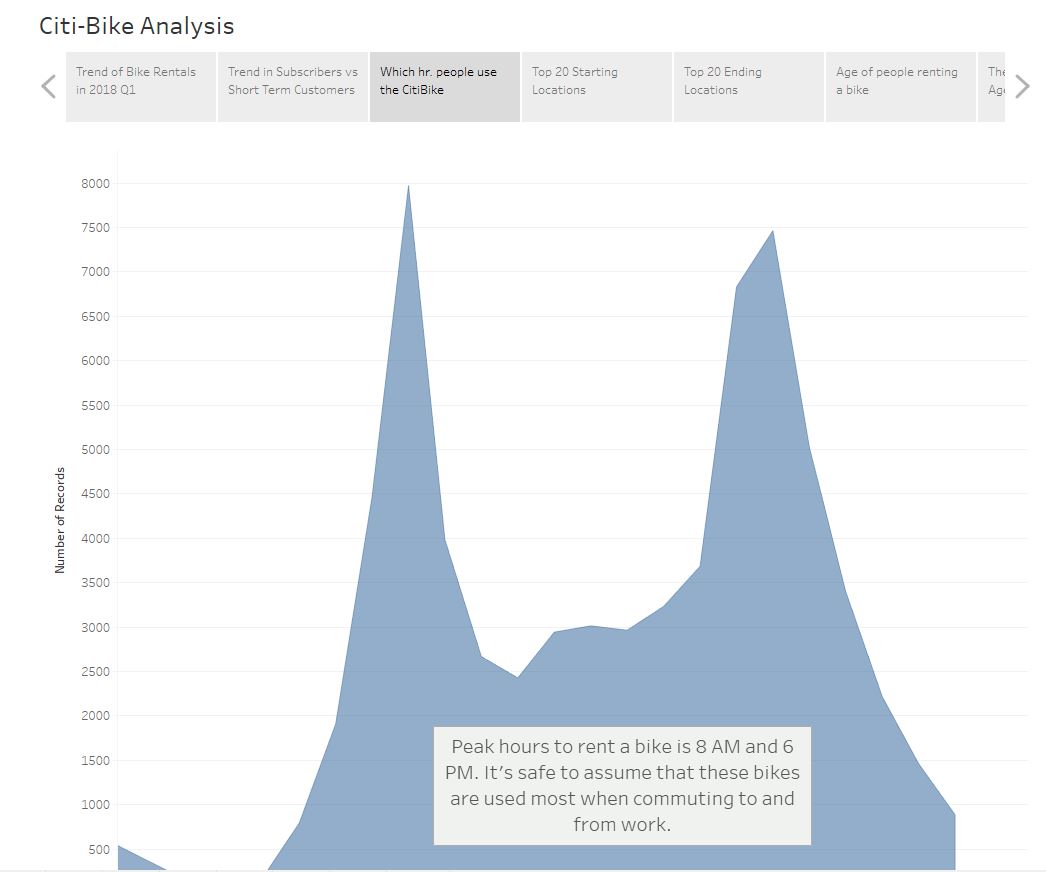 Citi-Bike Analysis
Trend of Bike Rentals
in 2018 Q1
Trend in Subscribers vs
Short Term Customers
Which hr. people use
the CitiBike
Top 20 Starting
Locations
Top 20 Ending
Locations
Age of people renting
a bike
The
Age
8000
7500
7000
6500
6000
5500
5000
4500
4000
3500
3000
2500
2000
1500
1000
500
Number of Records
Peak hours to rent a bike is 8 AM and 6
PM. It's safe to assume that these bikes
are used most when commuting to and
from work.